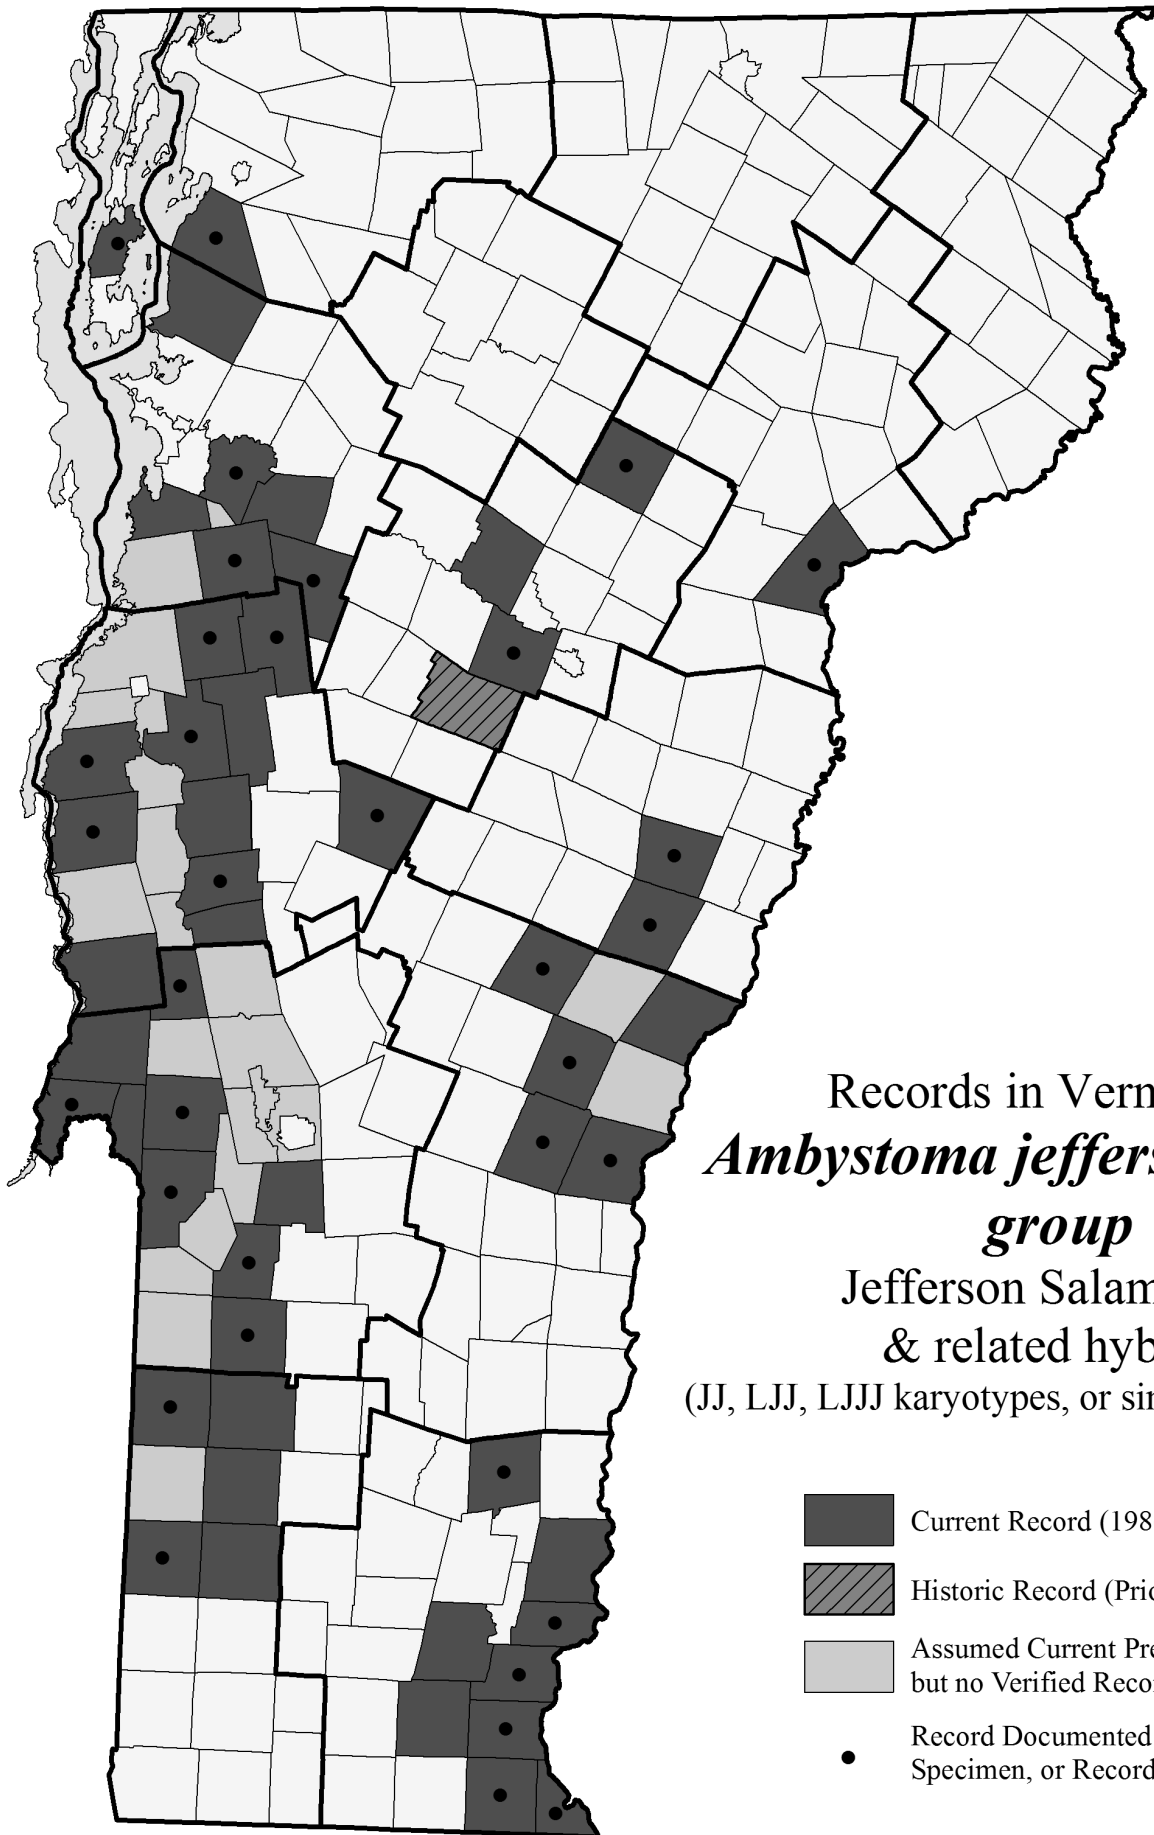 Records in Vern
Ambystoma jeffers
group
Jefferson Salam
& related hyb
(JJ, LJJ, LJJJ karyotypes, or sin
Current Record (198
Historic Record (Prio
Assumed Current Pre
but no Verified Recor
Record Documented
Specimen, or Record